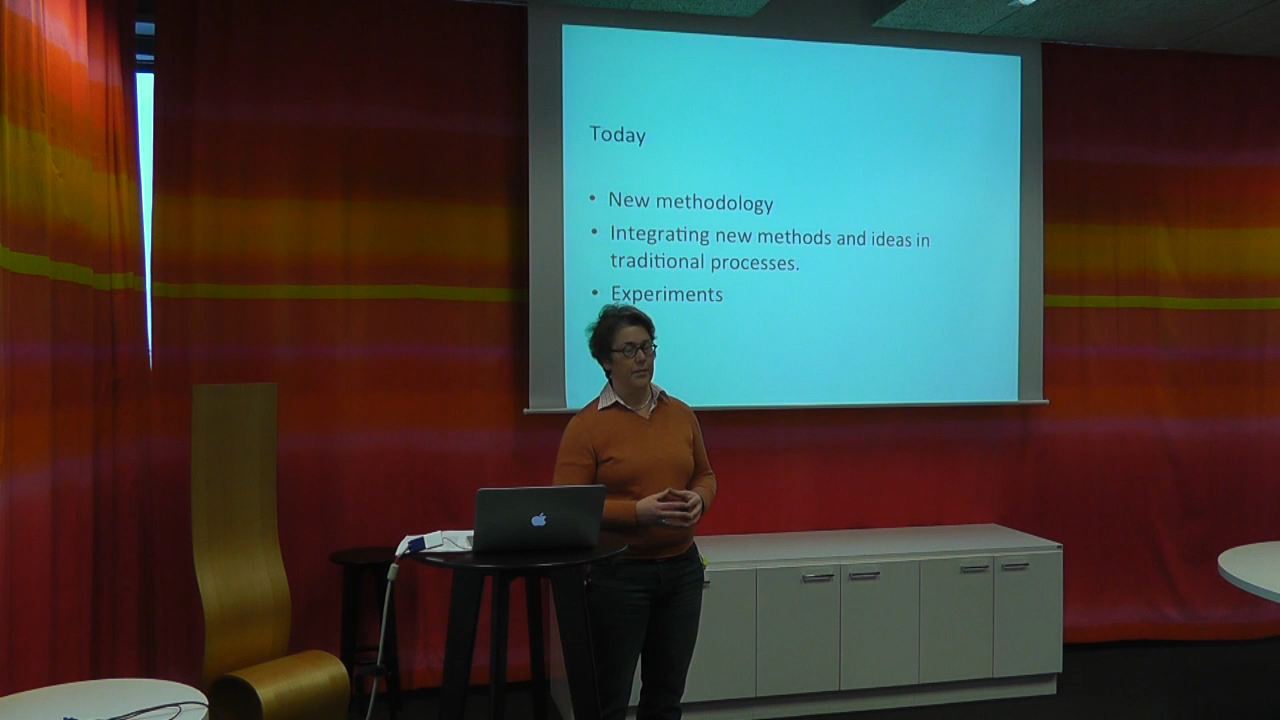 Today
• New methodology
• Integrating new methods and ideas in
traditional processes.
• Experiments